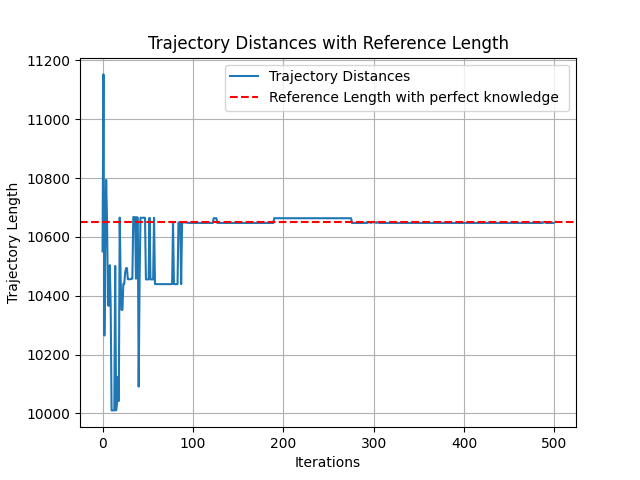 Trajectory Distances with Reference Length
Trajectory Distances
Reference Length with perfect knowledge
Trajectory Length
11200
11000
10800
10600
10400
10200
10000
0 100 200 300 400 500
Iterations